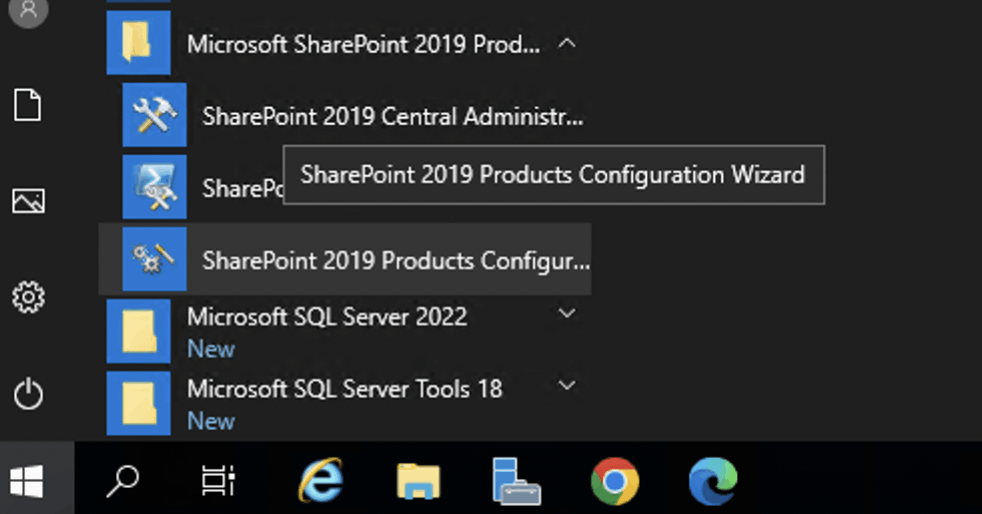 Microsoft SharePoint 2019 Prod...
SharePoint 2019 Central Administr...
SharePoint 2019 Products Configuration Wizard
SharePo
SharePoint 2019 Products Configur...
Microsoft SQL Server 2022
New
Microsoft SQL Server Tools 18
New